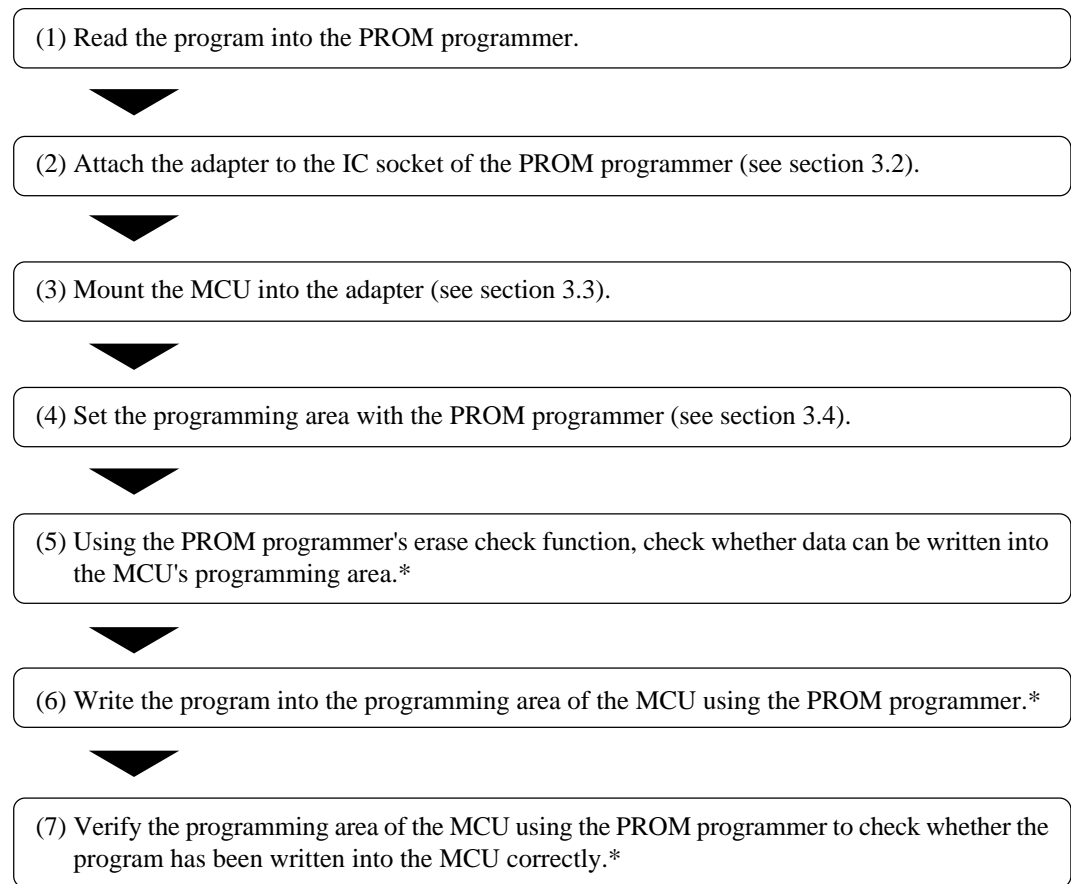 (1) Read the program into the PROM programmer.
(2) Attach the adapter to the IC socket of the PROM programmer (see section 3.2).
(3) Mount the MCU into the adapter (see section 3.3).
(4) Set the programming area with the PROM programmer (see section 3.4).
(5) Using the PROM programmer's erase check function, check whether data can be written into
the MCU's programming area.*
(6) Write the program into the programming area of the MCU using the PROM programmer.*
(7) Verify the programming area of the MCU using the PROM programmer to check whether the
program has been written into the MCU correctly.*